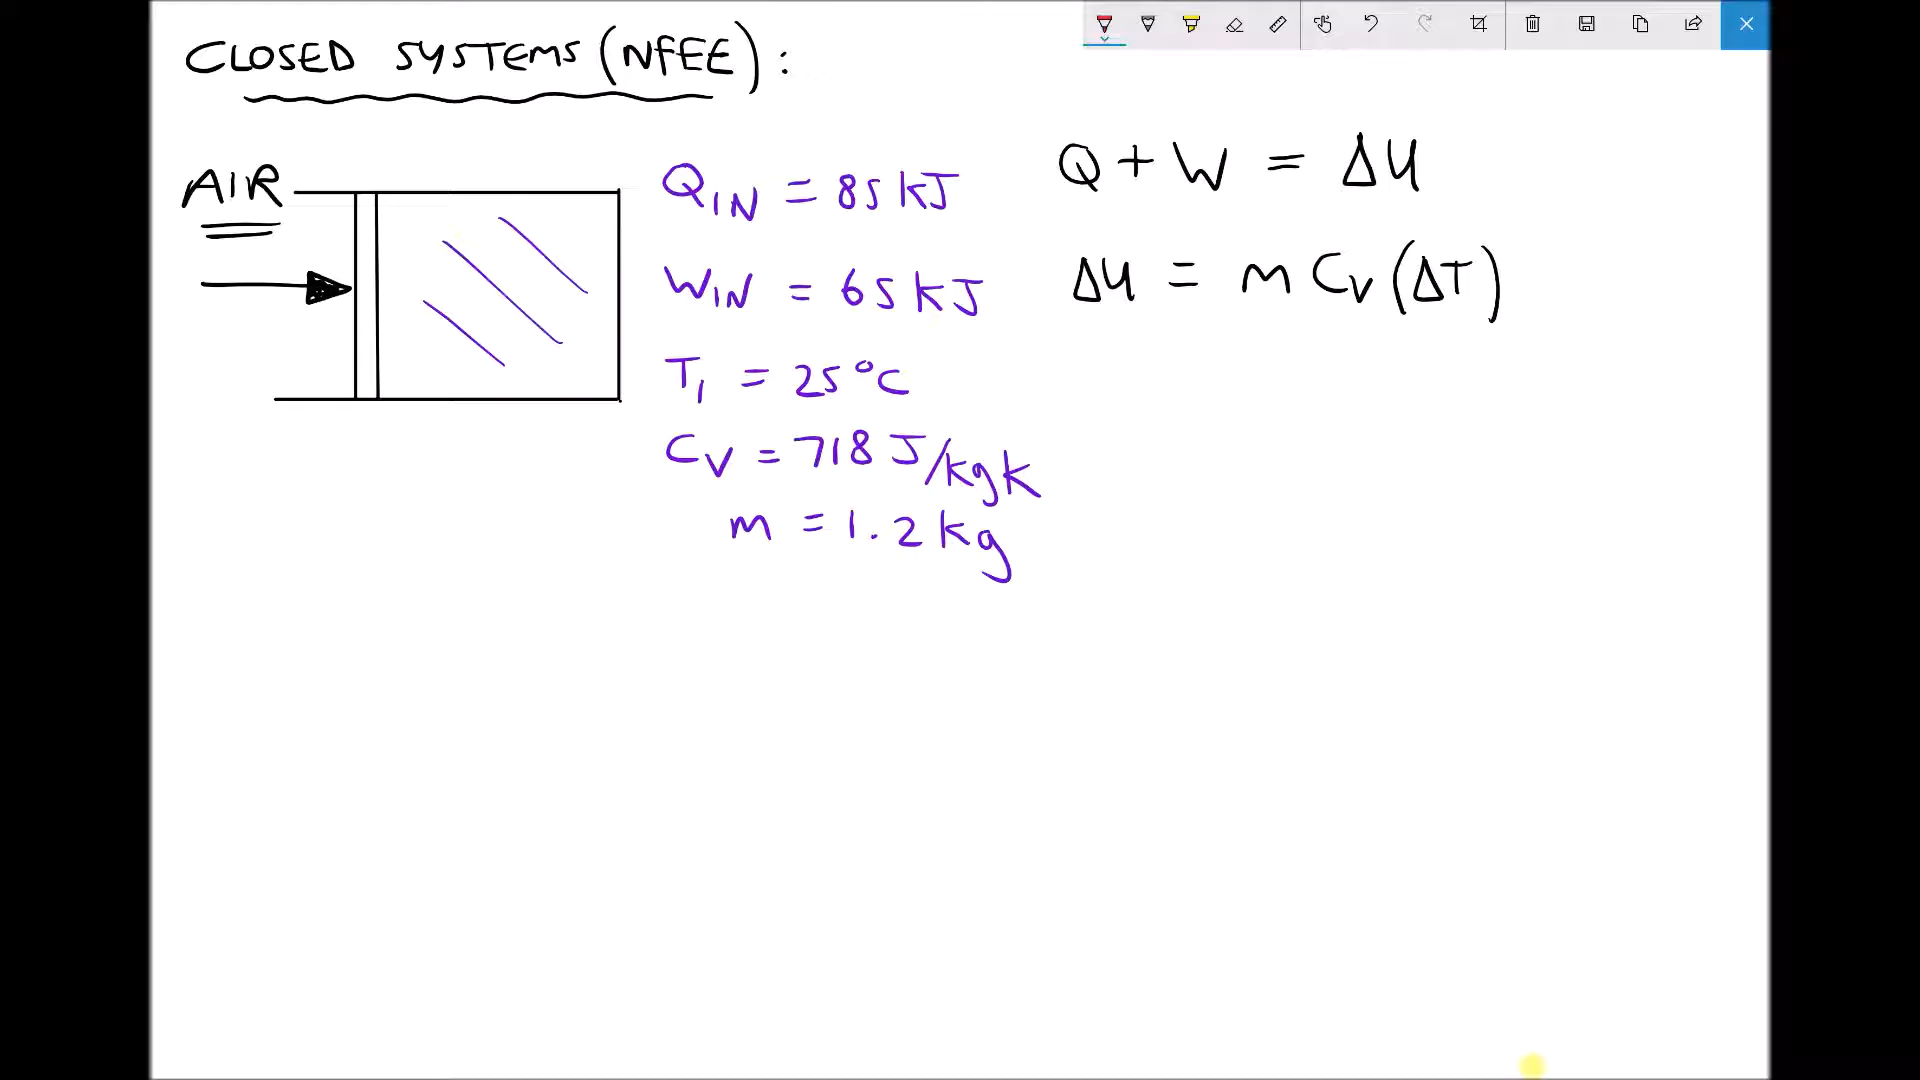 CLOSED SYSTEMS (NFEE):
AIR
Q_IN = 85 kJ
W_IN = 65 kJ
T_1 = 25°C
C_V = 718 J/kgK
m = 1.2 kg
Q + W = ΔU
ΔU = m C_V (ΔT)